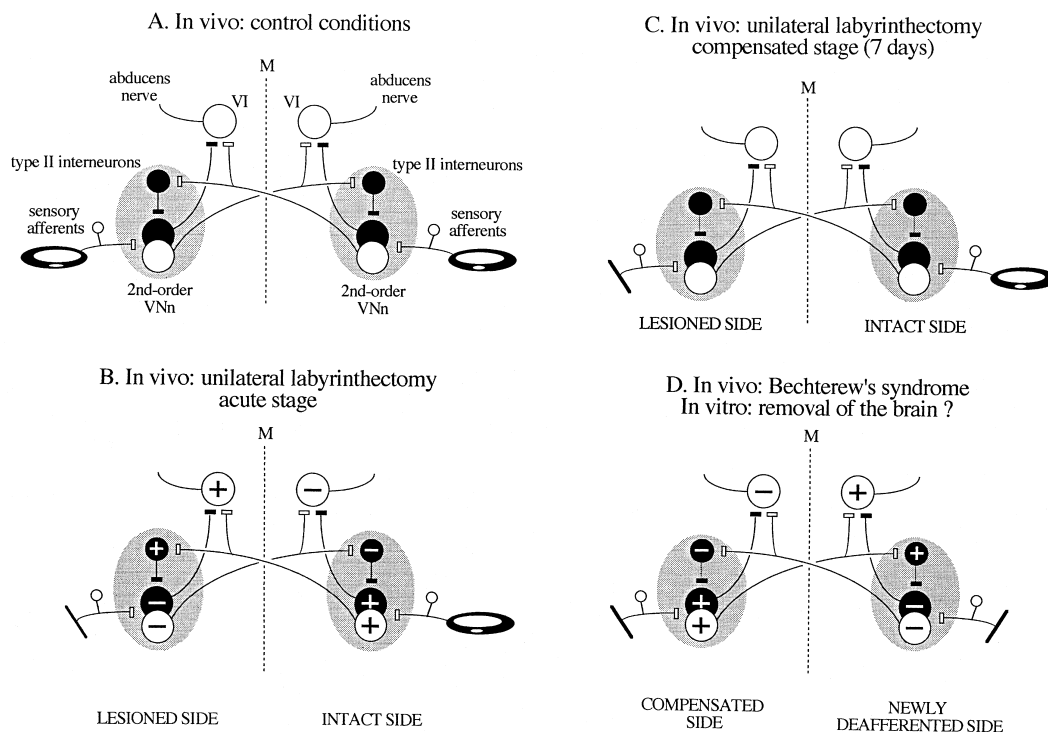 A. In vivo: control conditions
M
abducens
nerve
VI
VI
abducens
nerve
type II interneurons
type II interneurons
sensory
afferents
sensory
afferents
2nd-order
VNn
2nd-order
VNn
B. In vivo: unilateral labyrinthectomy
acute stage
M
+
−
+
−
−
−
+
+
LESIONED SIDE
INTACT SIDE
C. In vivo: unilateral labyrinthectomy
compensated stage (7 days)
M
LESIONED SIDE
INTACT SIDE
D. In vivo: Bechterew's syndrome
In vitro: removal of the brain ?
M
−
+
−
+
+
−
+
−
COMPENSATED
SIDE
NEWLY
DEAFFERENTED SIDE